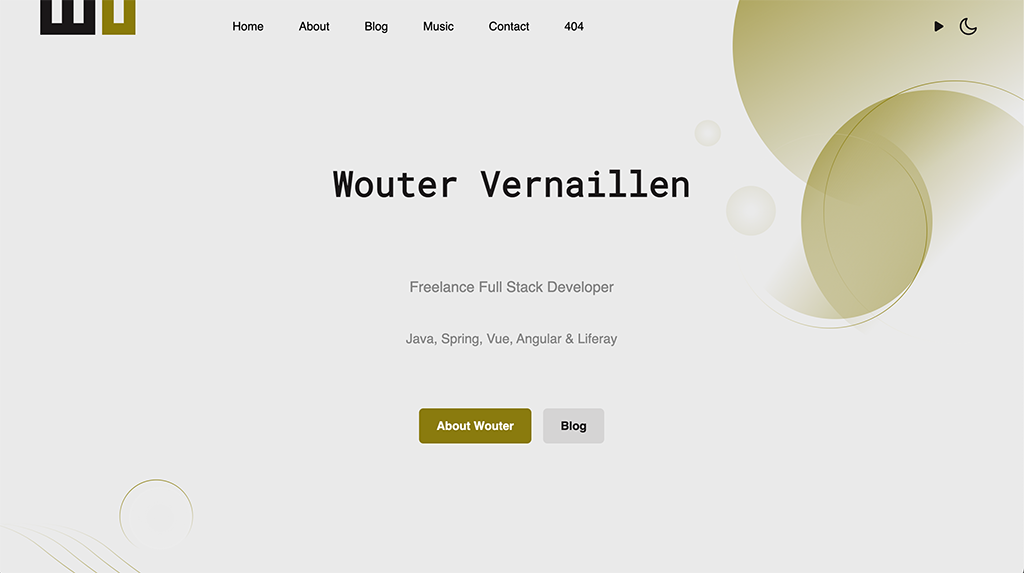 Home About Blog Music Contact 404
Wouter Vernaillen
Freelance Full Stack Developer
Java, Spring, Vue, Angular & Liferay
About Wouter Blog